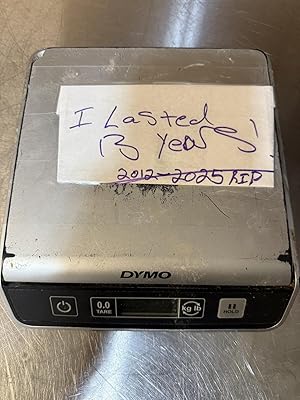 I Lasted
13 Years!
2012-2025 RIP
DYMO
0.0
TARE
kg lb
HOLD